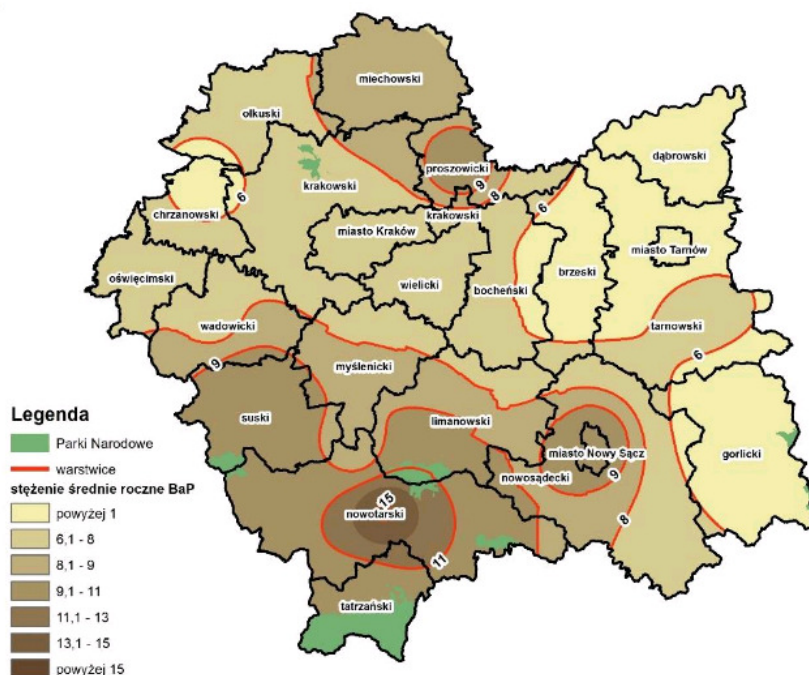 miechowski
olkuski
dąbrowski
proszowicki
9
6
krakowski
8
chrzanowski
krakowski
6
miasto Kraków
miasto Tarnów
oświęcimski
wielicki
bocheński
brzeski
wadowicki
tarnowski
9
myślenicki
6
Legenda
suski
limanowski
Parki Narodowe
miasto Nowy Sącz
gorlicki
warstwice
nowosądecki
9
stężenie średnie roczne BaP
15
powyżej 1
nowotarski
8
6,1 - 8
8,1 - 9
11
9,1 - 11
11,1 - 13
tatrzański
13,1 - 15
powyżej 15